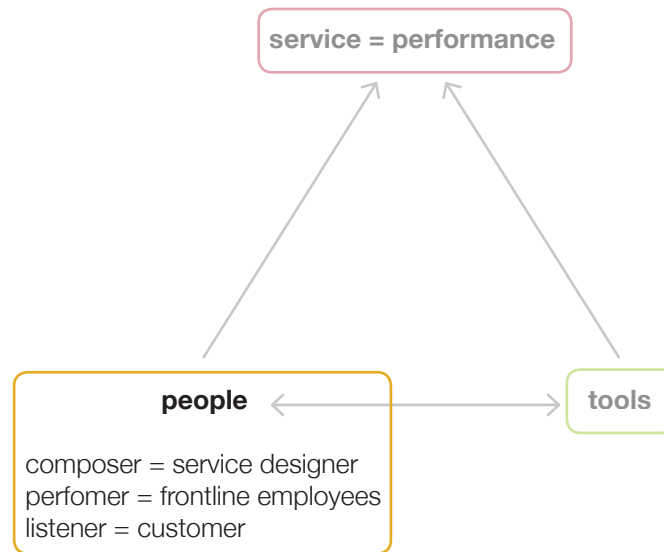 service = performance
people
tools
composer = service designer
perfomer = frontline employees
listener = customer